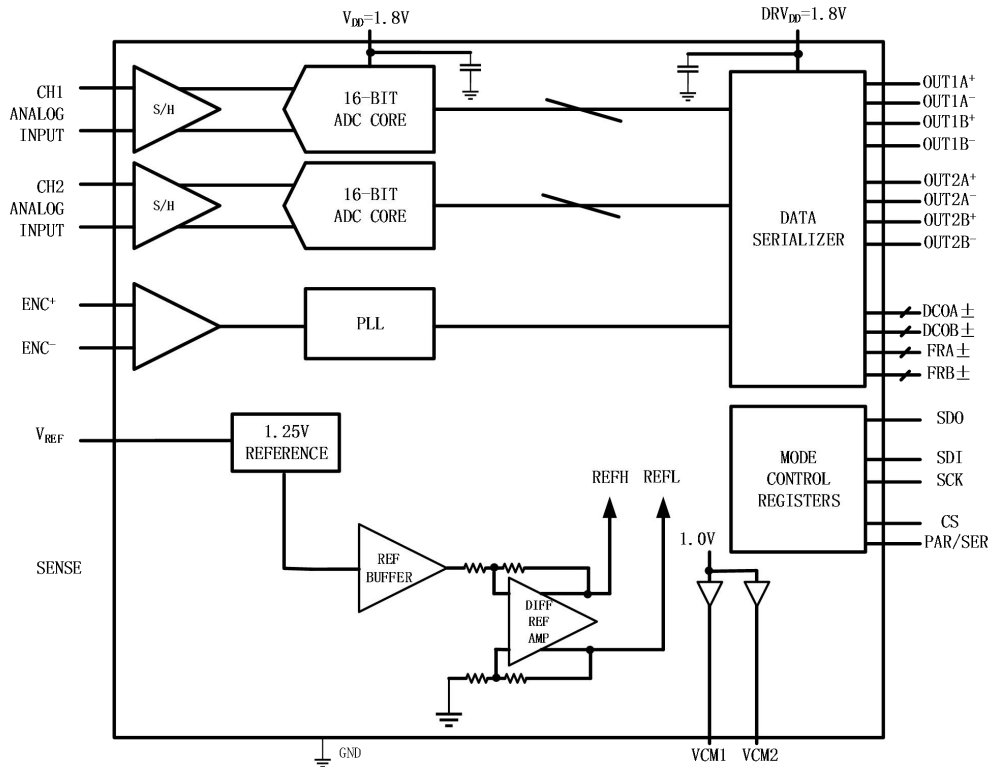 V_DD=1.8V
DRV_DD=1.8V
CH1
ANALOG
INPUT
S/H
16-BIT
ADC CORE
CH2
ANALOG
INPUT
S/H
16-BIT
ADC CORE
ENC⁺
ENC⁻
PLL
DATA
SERIALIZER
OUT1A⁺
OUT1A⁻
OUT1B⁺
OUT1B⁻
OUT2A⁺
OUT2A⁻
OUT2B⁺
OUT2B⁻
DCOA±
DCOB±
FRA±
FRB±
V_REF
1.25V
REFERENCE
MODE
CONTROL
REGISTERS
SDO
SDI
SCK
CS
PAR/SER
SENSE
REF
BUFFER
REFH
REFL
DIFF
REF
AMP
1.0V
VCM1
VCM2
GND